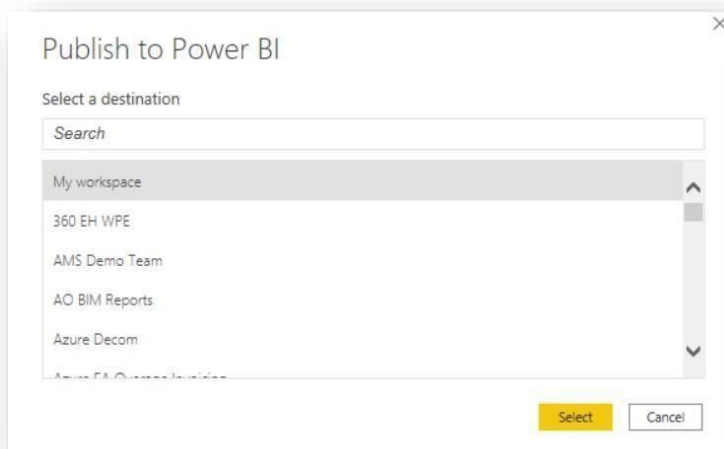 Publish to Power BI
Select a destination
Search
My workspace
360 EH WPE
AMS Demo Team
AO BIM Reports
Azure Decom
Select Cancel